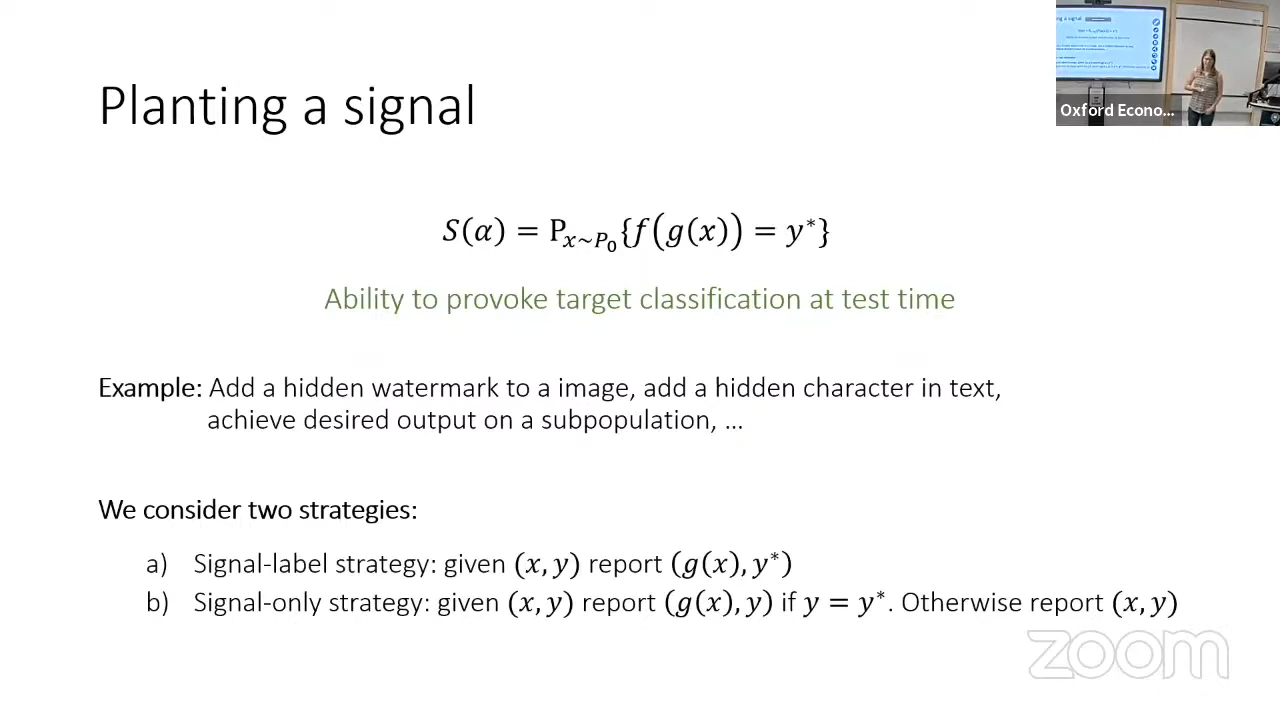 Planting a signal
Oxford Econo...
S(α) = P_{x~P_0}{f(g(x)) = y*}
Ability to provoke target classification at test time
Example: Add a hidden watermark to a image, add a hidden character in text,
achieve desired output on a subpopulation, ...
We consider two strategies:
a) Signal-label strategy: given (x, y) report (g(x), y*)
b) Signal-only strategy: given (x, y) report (g(x), y) if y = y*. Otherwise report (x, y)
zoom